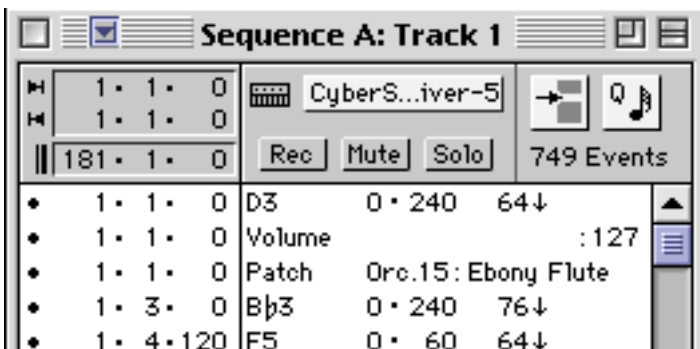 Sequence A: Track 1
1· 1· 0
1· 1· 0
181· 1· 0
CyberS...iver-5
Q
Rec Mute Solo
749 Events
1· 1· 0 D3 0·240 64↓
1· 1· 0 Volume :127
1· 1· 0 Patch Orc.15: Ebony Flute
1· 3· 0 B♭3 0·240 76↓
1· 4·120 F5 0· 60 64↓